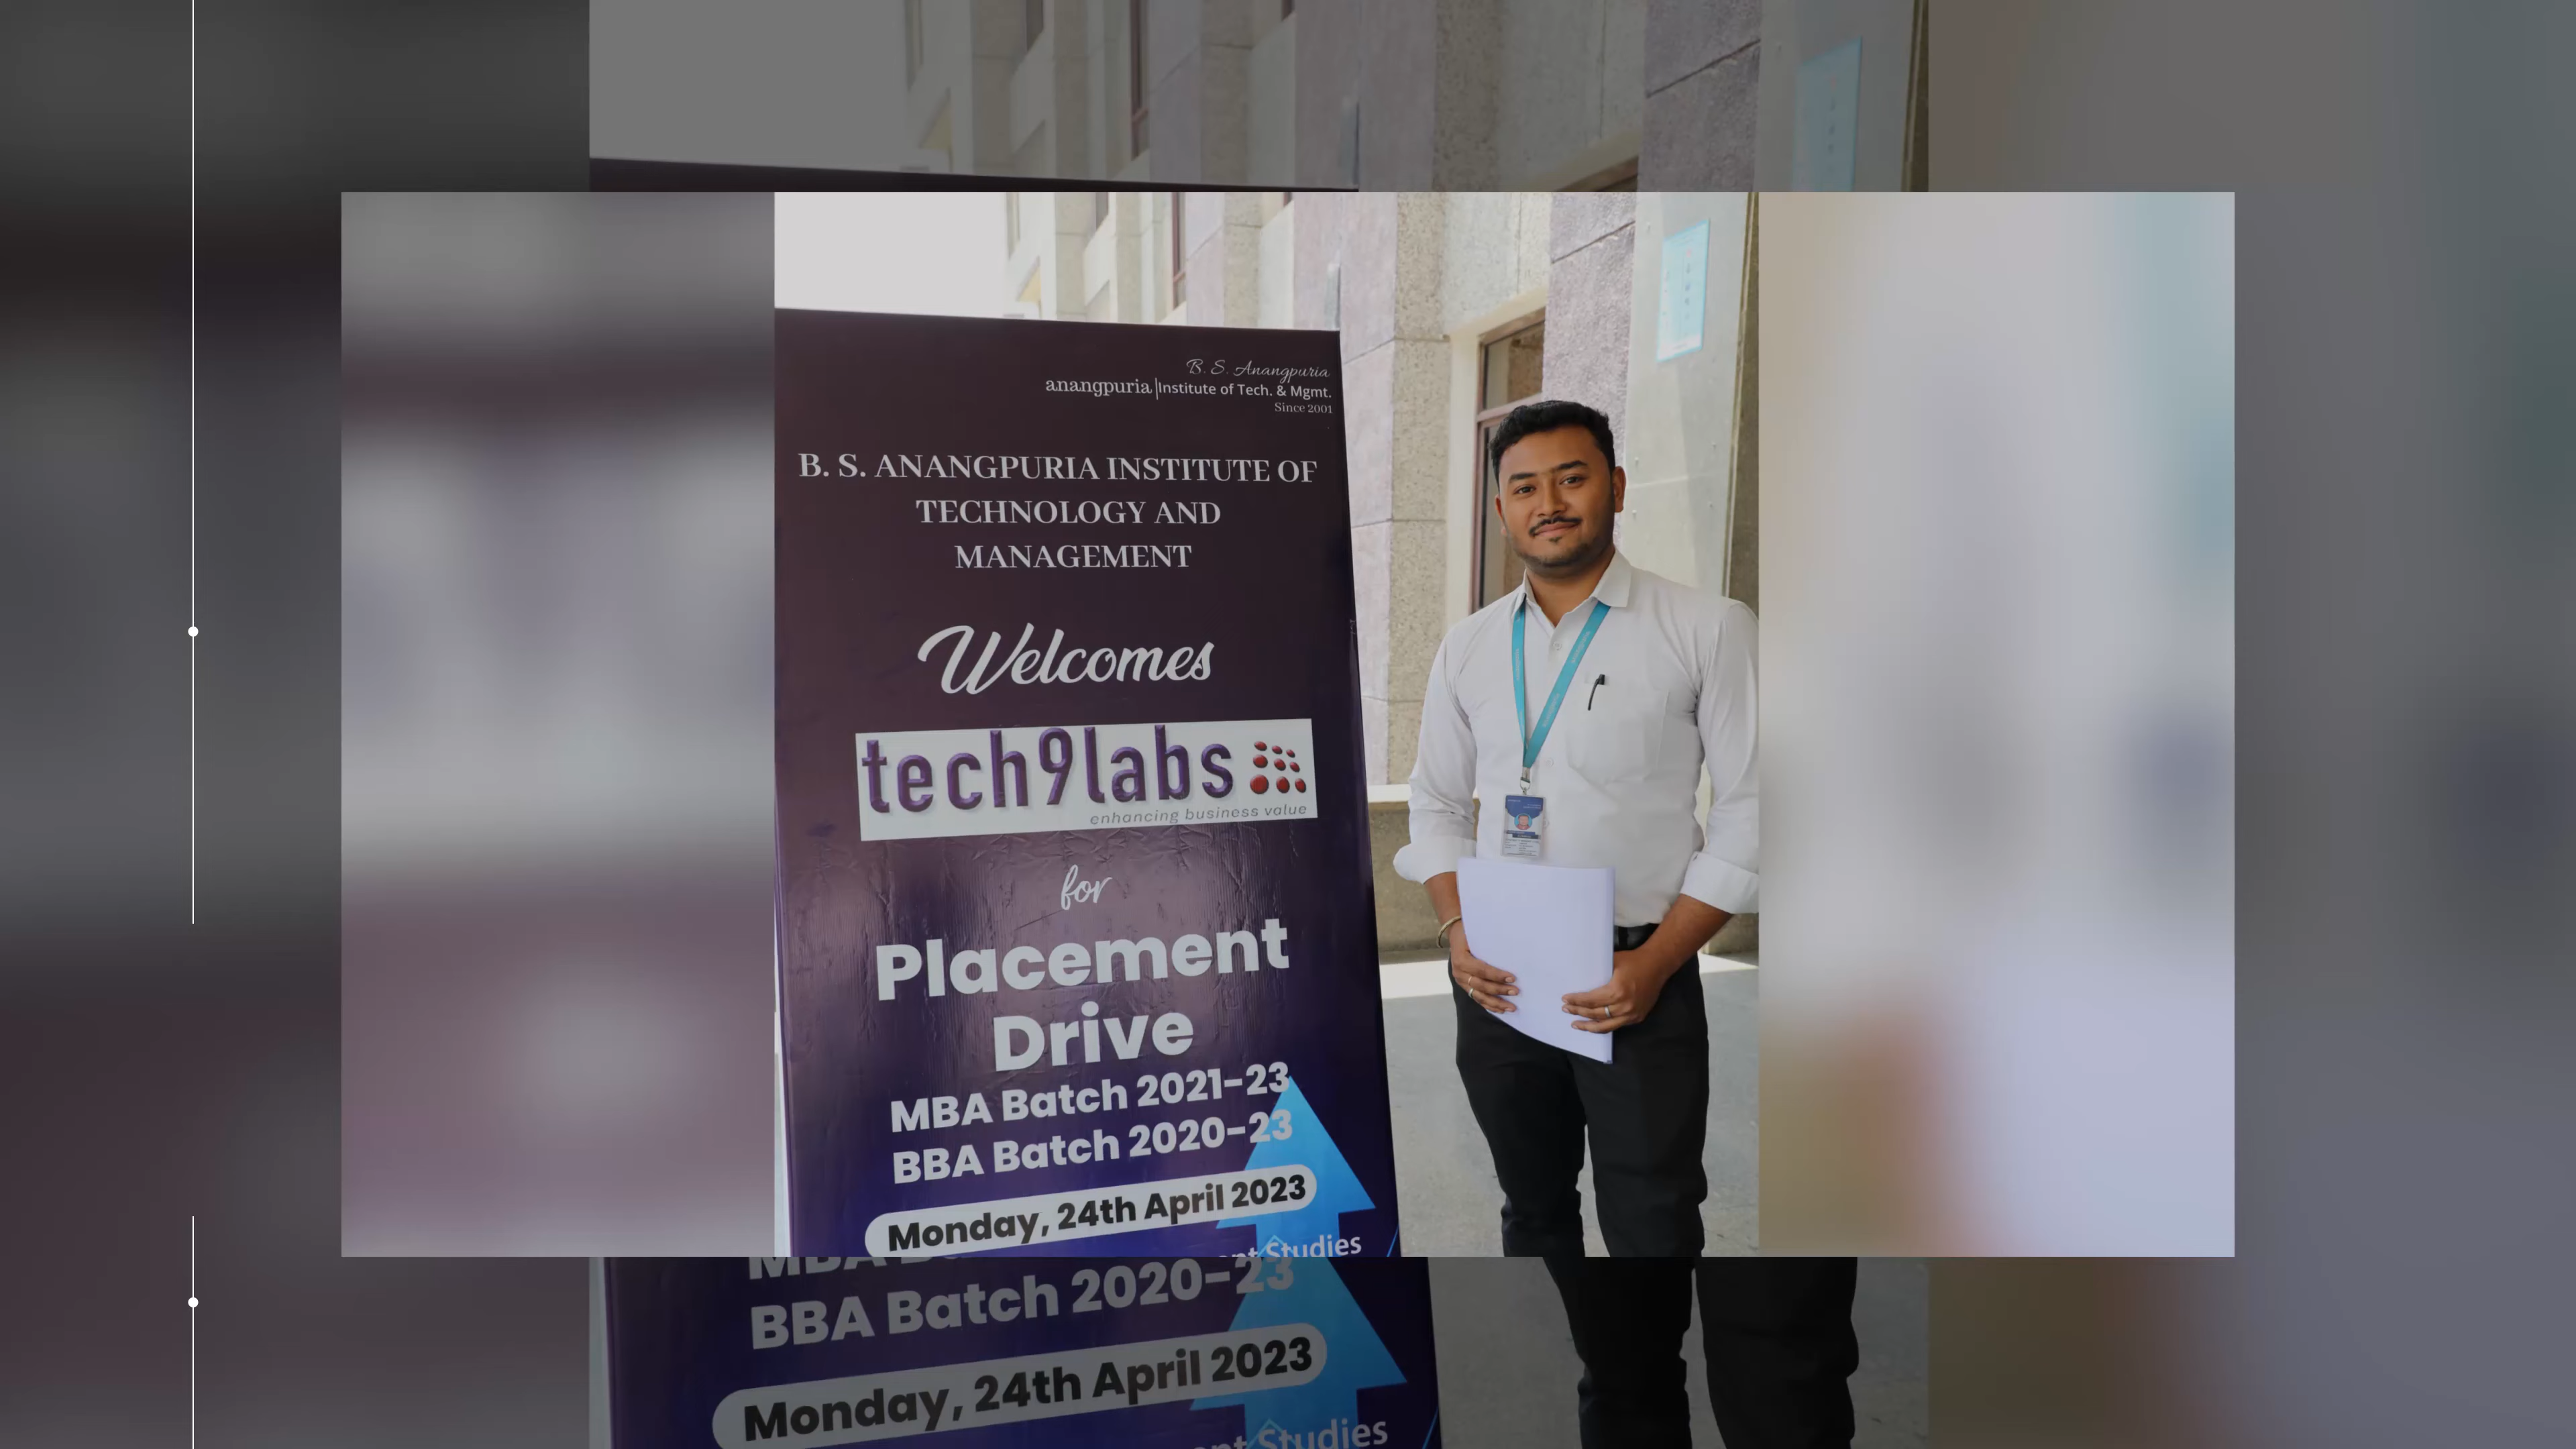 B. S. Anangpuria
anangpuria | Institute of Tech. & Mgmt.
Since 2001
B. S. ANANGPURIA INSTITUTE OF
TECHNOLOGY AND
MANAGEMENT
Welcomes
tech9labs
enhancing business value
for
Placement
Drive
MBA Batch 2021-23
BBA Batch 2020-23
Monday, 24th April 2023
Studies
BBA Batch 2020-23
Monday, 24th April 2023
Studies